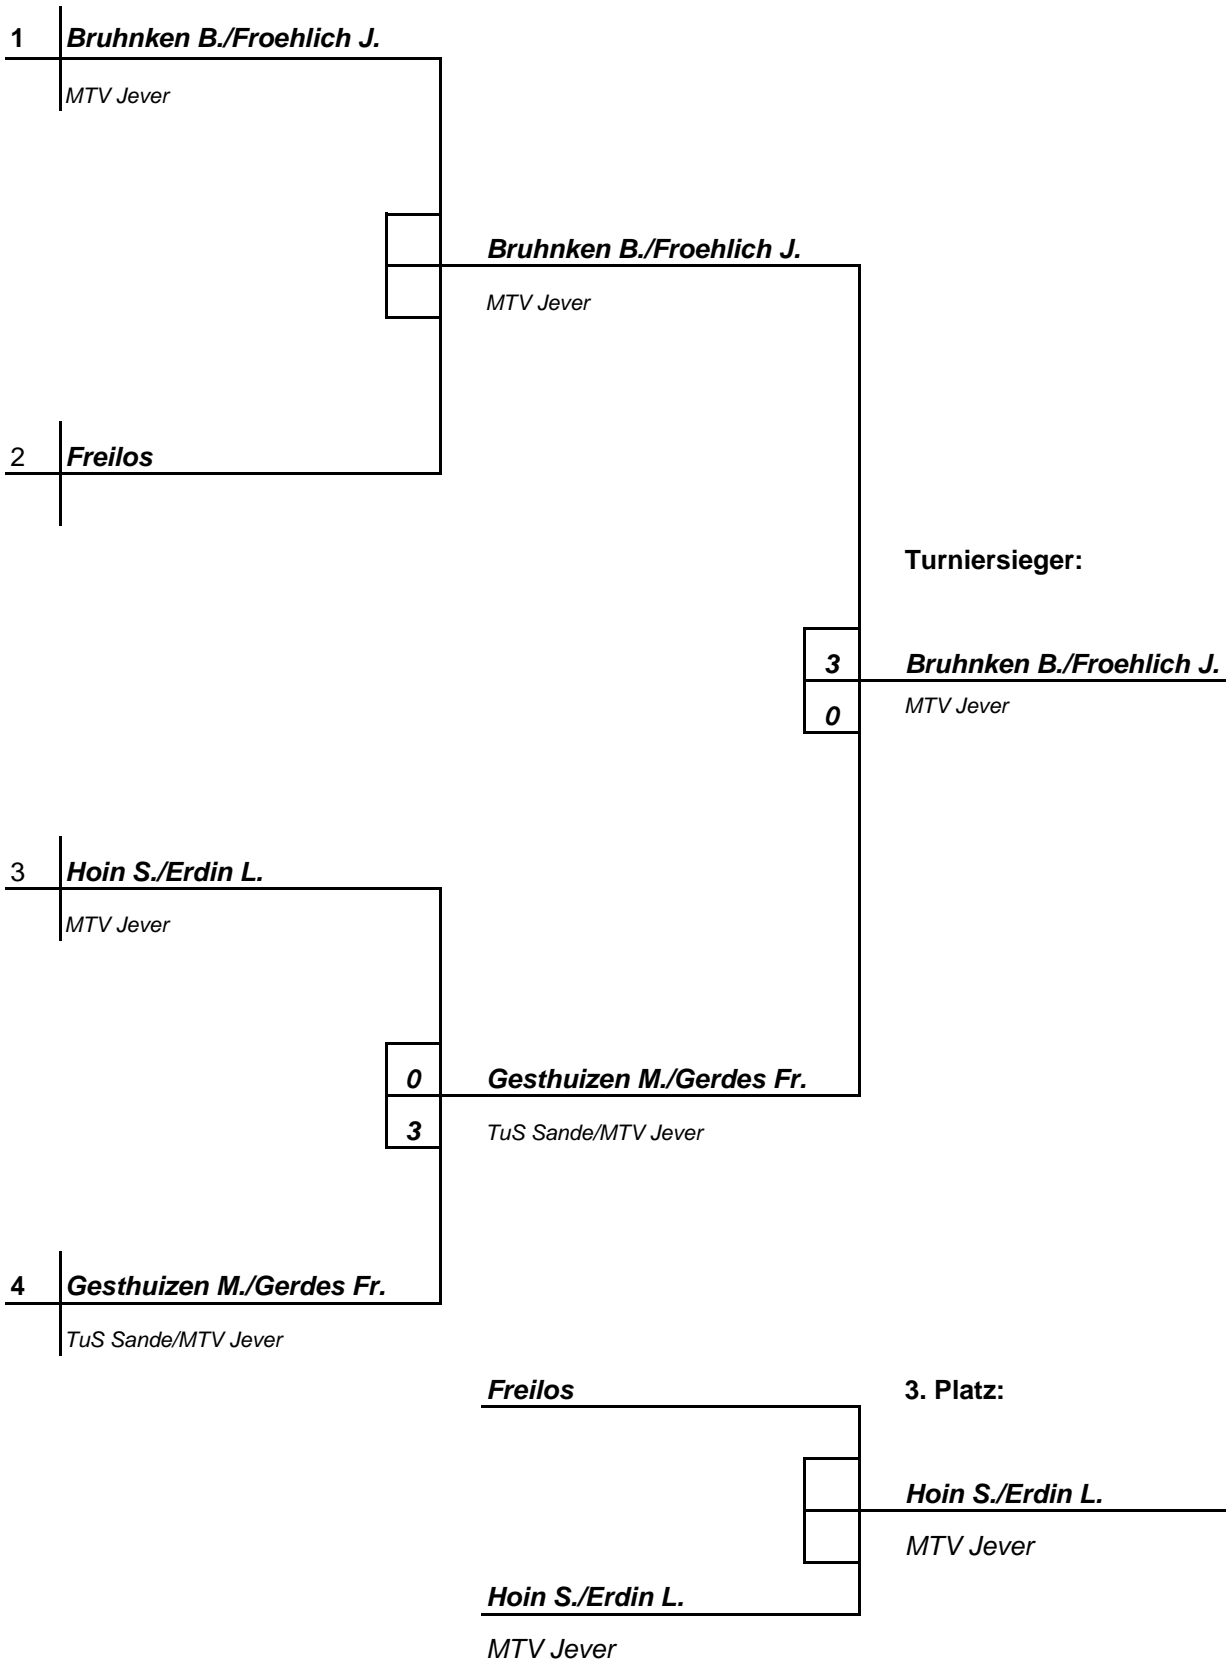 1 Bruhnken B./Froehlich J.
MTV Jever
Bruhnken B./Froehlich J.
MTV Jever
2 Freilos
Turniersieger:
3 Bruhnken B./Froehlich J.
0 MTV Jever
3 Hoin S./Erdin L.
MTV Jever
0 Gesthuizen M./Gerdes Fr.
3 TuS Sande/MTV Jever
4 Gesthuizen M./Gerdes Fr.
TuS Sande/MTV Jever
Freilos 3. Platz:
Hoin S./Erdin L.
MTV Jever
Hoin S./Erdin L.
MTV Jever